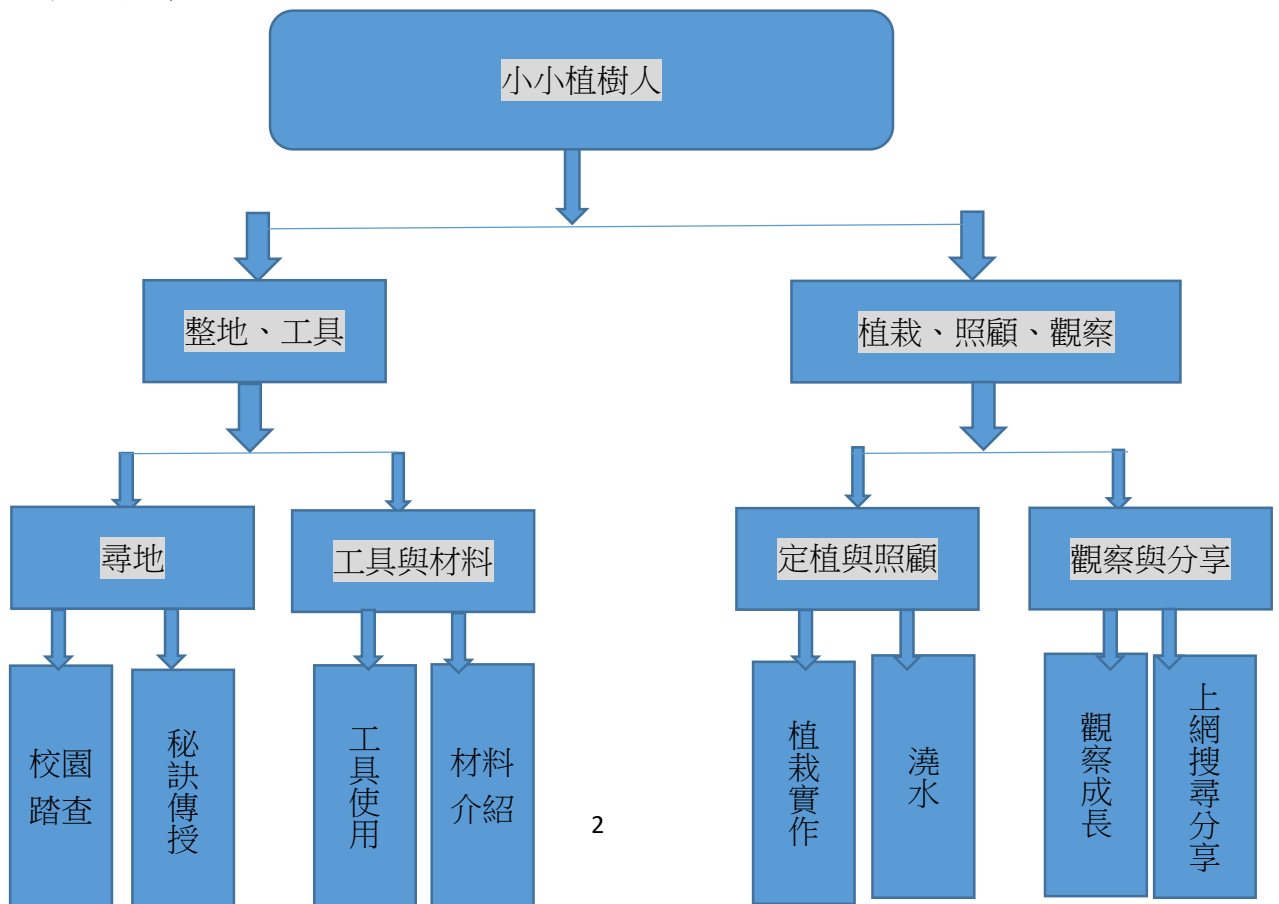 小小植樹人
整地、工具
植栽、照顧、觀察
尋地
工具與材料
定植與照顧
觀察與分享
校園
踏查
秘訣傳授
工具使用
材料
介紹
植栽實作
澆水
觀察成長
上網搜尋分享
2